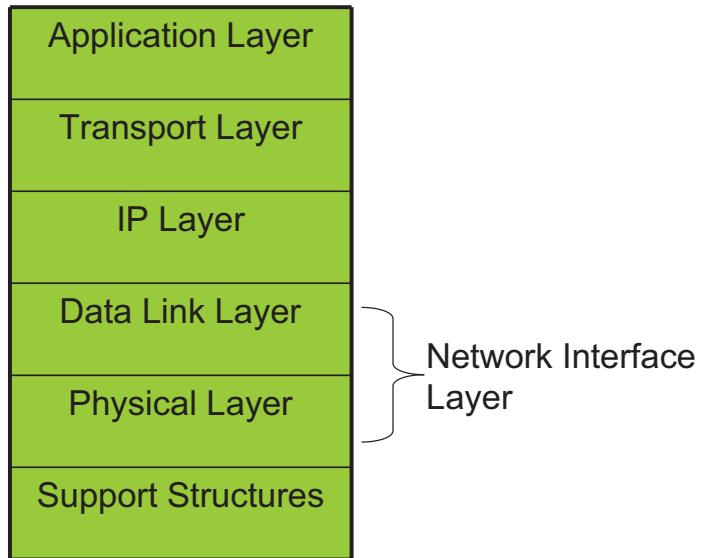 Application Layer
Transport Layer
IP Layer
Data Link Layer
Network Interface
Layer
Physical Layer
Support Structures